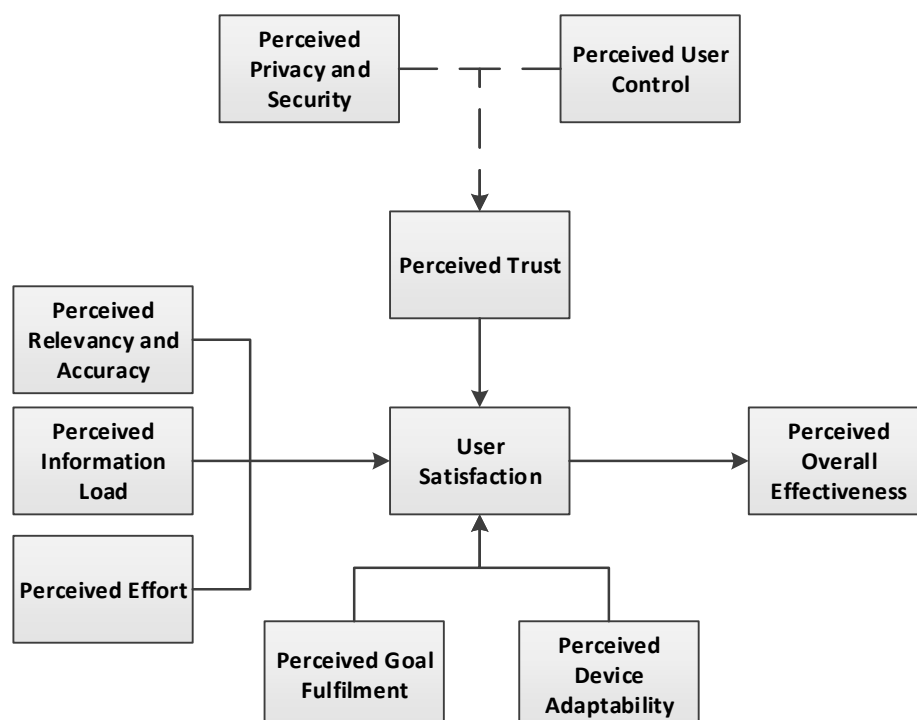 Perceived
Privacy and
Security
Perceived User
Control
Perceived Trust
Perceived
Relevancy and
Accuracy
Perceived
Information
Load
Perceived Effort
User
Satisfaction
Perceived
Overall
Effectiveness
Perceived Goal
Fulfilment
Perceived
Device
Adaptability